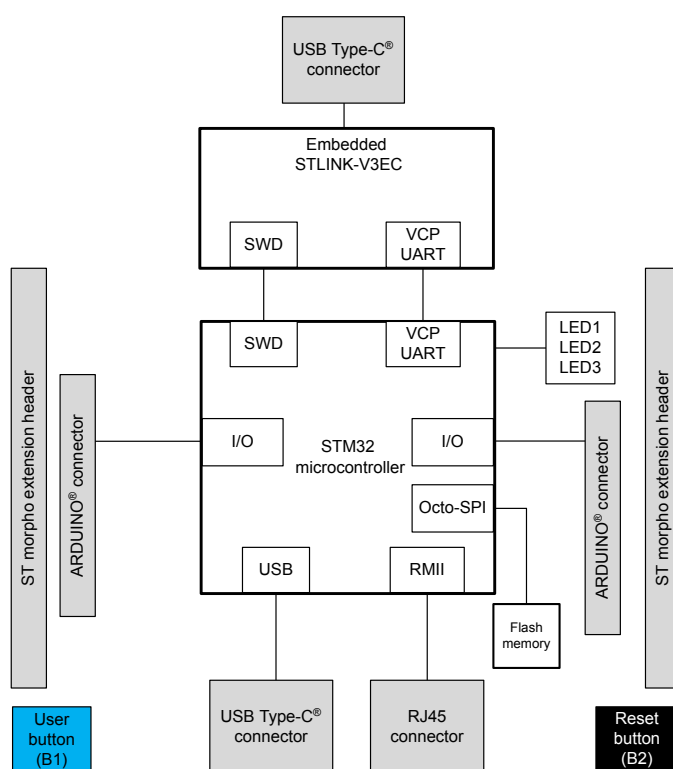 USB Type-C®
connector
Embedded
STLINK-V3EC
SWD
VCP
UART
SWD
VCP
UART
LED1
LED2
LED3
ST morpho extension header
ARDUINO® connector
I/O
STM32
microcontroller
I/O
Octo-SPI
ARDUINO® connector
ST morpho extension header
USB
RMII
Flash
memory
User
button
(B1)
USB Type-C®
connector
RJ45
connector
Reset
button
(B2)